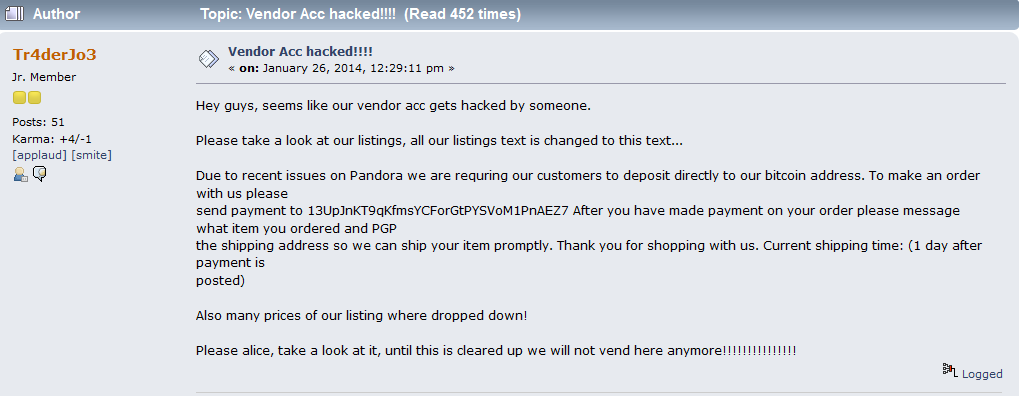 Author Topic: Vendor Acc hacked!!!! (Read 452 times)
Tr4derJo3
Jr. Member
Posts: 51
Karma: +4/-1
[applaud] [smite]
Vendor Acc hacked!!!!
« on: January 26, 2014, 12:29:11 pm »
Hey guys, seems like our vendor acc gets hacked by someone.
Please take a look at our listings, all our listings text is changed to this text...
Due to recent issues on Pandora we are requring our customers to deposit directly to our bitcoin address. To make an order
with us please
send payment to 13UpJnKT9qKfmsYCForGtPYSVoM1PnAEZ7 After you have made payment on your order please message
what item you ordered and PGP
the shipping address so we can ship your item promptly. Thank you for shopping with us. Current shipping time: (1 day after
payment is
posted)
Also many prices of our listing where dropped down!
Please alice, take a look at it, until this is cleared up we will not vend here anymore!!!!!!!!!!!!!!!
Logged